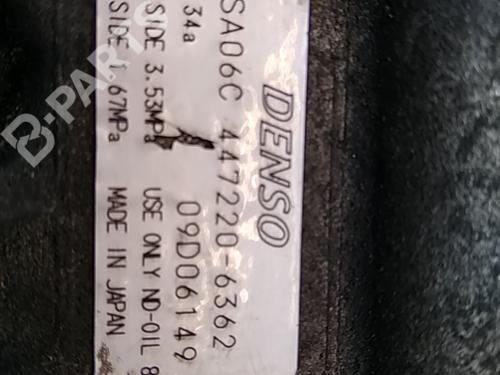 DENSO
SA06C 447220-6362
34a 09D06149
SIDE 3.53MPa USE ONLY ND-OIL 8
SIDE 1.67MPa MADE IN JAPAN
B-PARTS